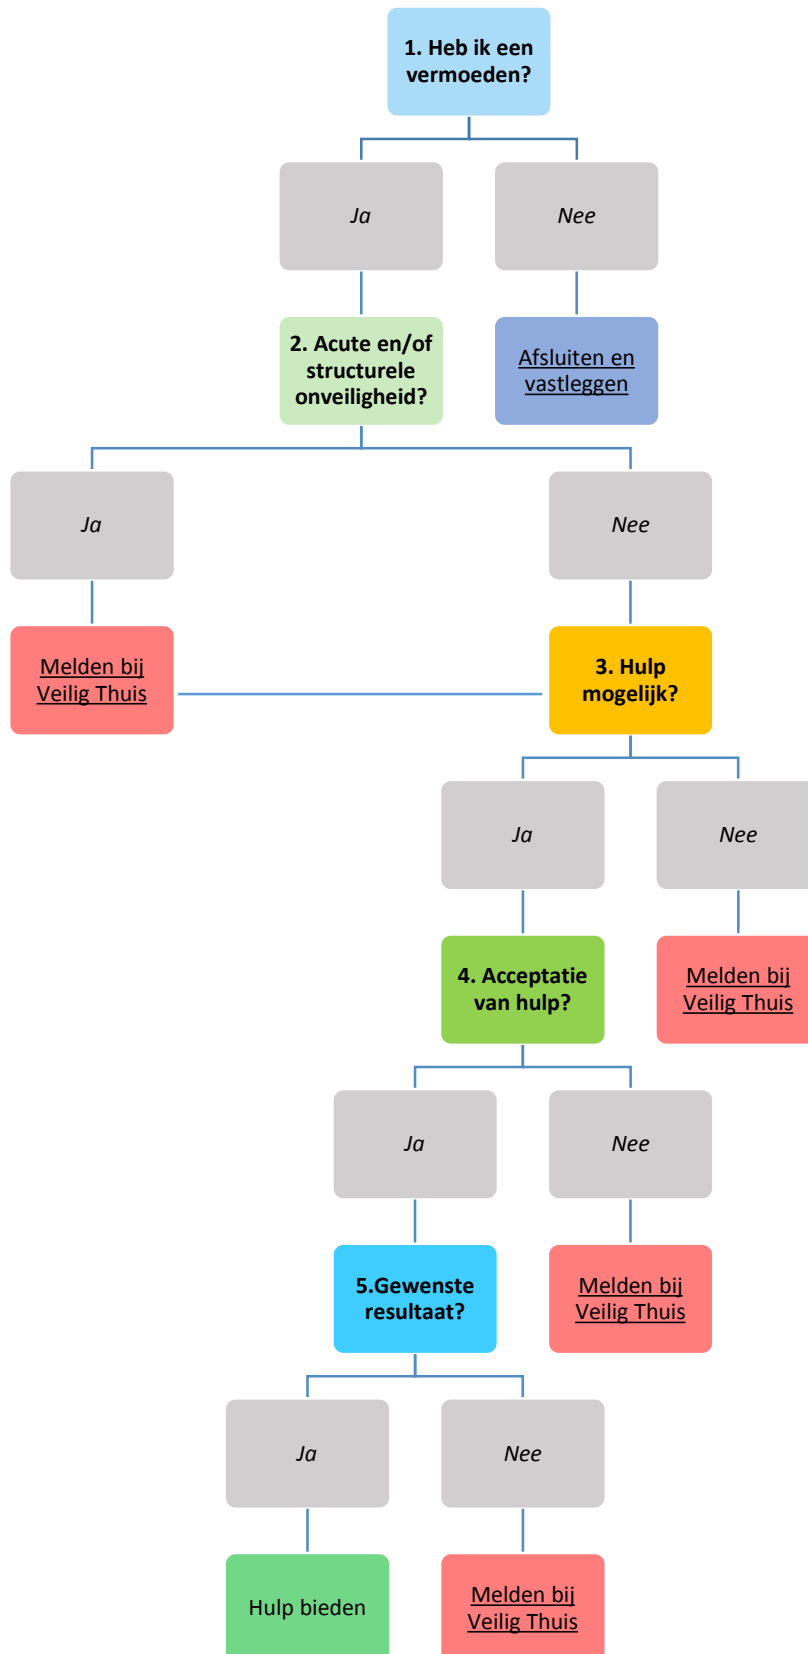 1. Heb ik een
vermoeden?
Ja
Nee
2. Acute en/of
structurele
onveiligheid?
Afsluiten en
vastleggen
Ja
Nee
Melden bij
Veilig Thuis
3. Hulp
mogelijk?
Ja
Nee
4. Acceptatie
van hulp?
Melden bij
Veilig Thuis
Ja
Nee
5.Gewenste
resultaat?
Melden bij
Veilig Thuis
Ja
Nee
Hulp bieden
Melden bij
Veilig Thuis